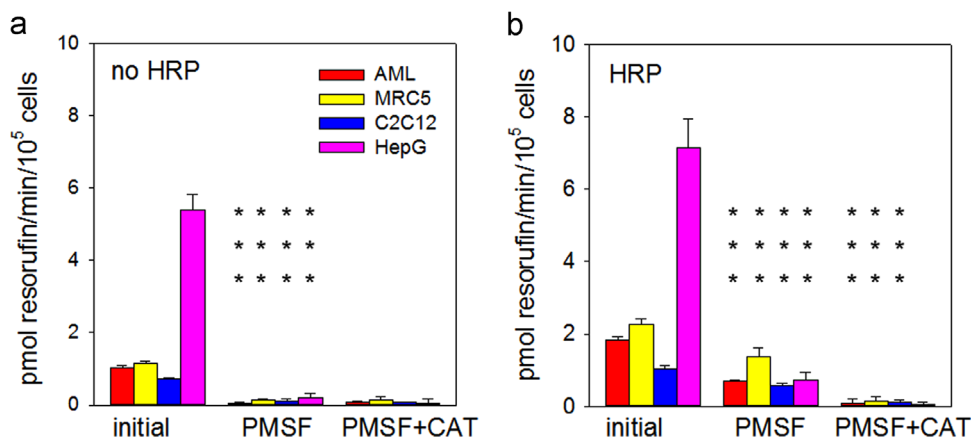 a
pmol resorufin/min/10⁵ cells
10
8
6
4
2
0
no HRP
AML
MRC5
C2C12
HepG
* * * *
* * * *
* * * *
initial PMSF PMSF+CAT
b
pmol resorufin/min/10⁵ cells
10
8
6
4
2
0
HRP
* * * * * * *
* * * * * * *
* * * * * * *
initial PMSF PMSF+CAT